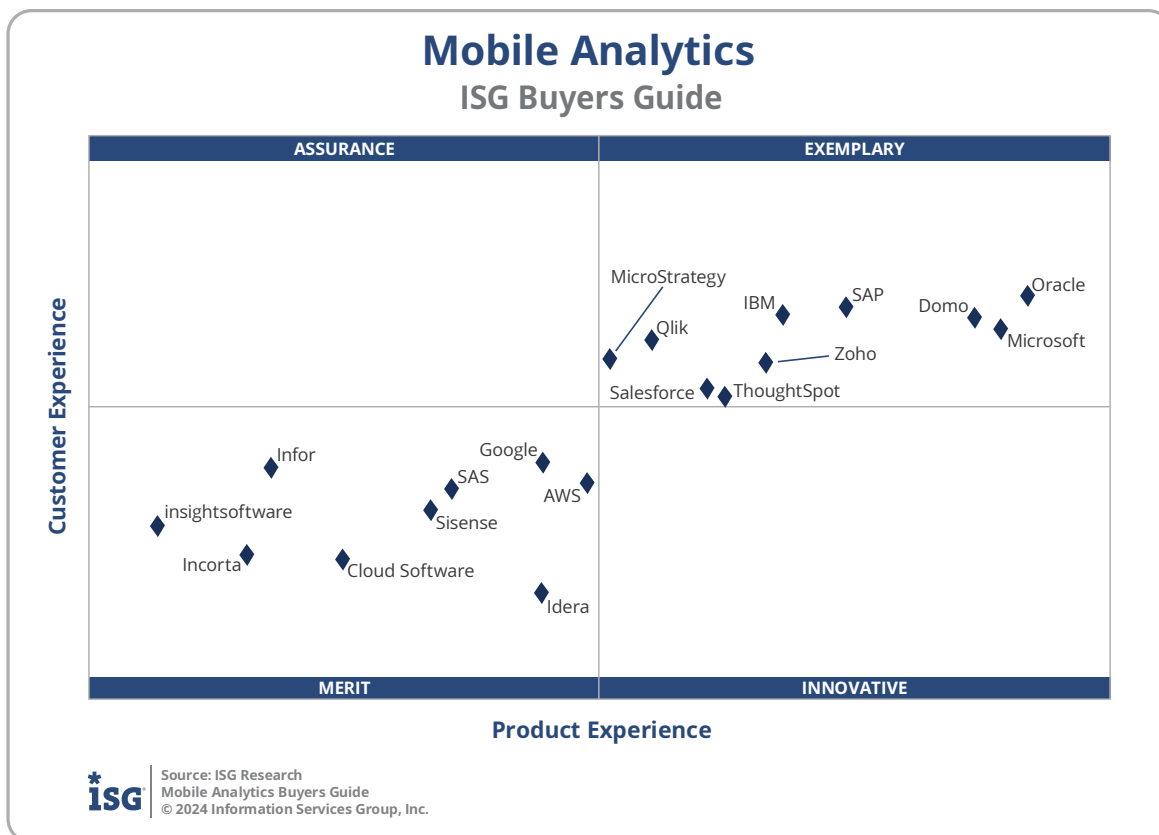 Mobile Analytics
ISG Buyers Guide
ASSURANCE
EXEMPLARY
MicroStrategy
Oracle
SAP
IBM
Domo
Qlik
Microsoft
Zoho
Salesforce
ThoughtSpot
Customer Experience
Google
Infor
SAS
AWS
insightsoftware
Sisense
Incorta
Cloud Software
Idera
MERIT
INNOVATIVE
Product Experience
ISG
Source: ISG Research
Mobile Analytics Buyers Guide
© 2024 Information Services Group, Inc.